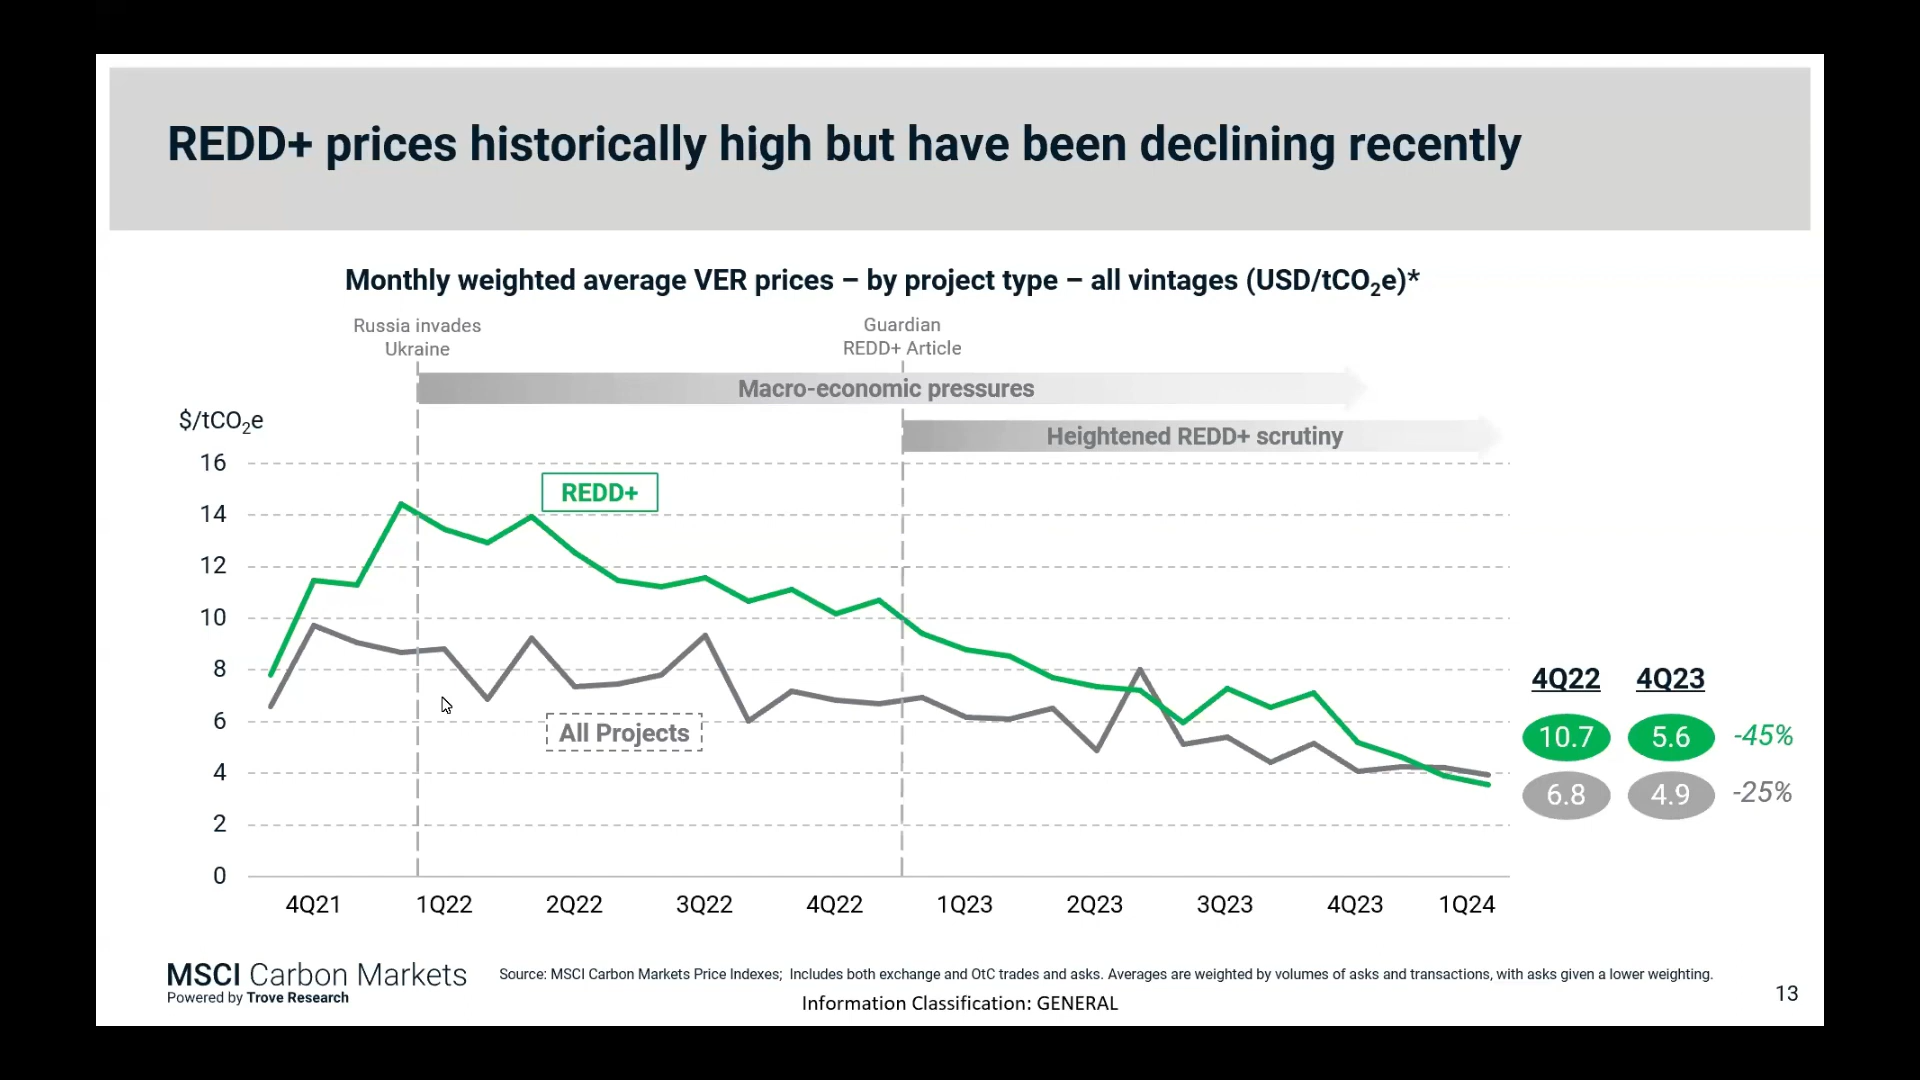 REDD+ prices historically high but have been declining recently
Monthly weighted average VER prices – by project type – all vintages (USD/tCO₂e)*
Russia invades
Ukraine
Guardian
REDD+ Article
Macro-economic pressures
Heightened REDD+ scrutiny
$/tCO₂e
16
14
12
10
8
6
4
2
0
REDD+
All Projects
4Q21 1Q22 2Q22 3Q22 4Q22 1Q23 2Q23 3Q23 4Q23 1Q24
4Q22 4Q23
10.7 5.6 -45%
6.8 4.9 -25%
MSCI Carbon Markets
Powered by Trove Research
Source: MSCI Carbon Markets Price Indexes; Includes both exchange and OtC trades and asks. Averages are weighted by volumes of asks and transactions, with asks given a lower weighting.
Information Classification: GENERAL
13